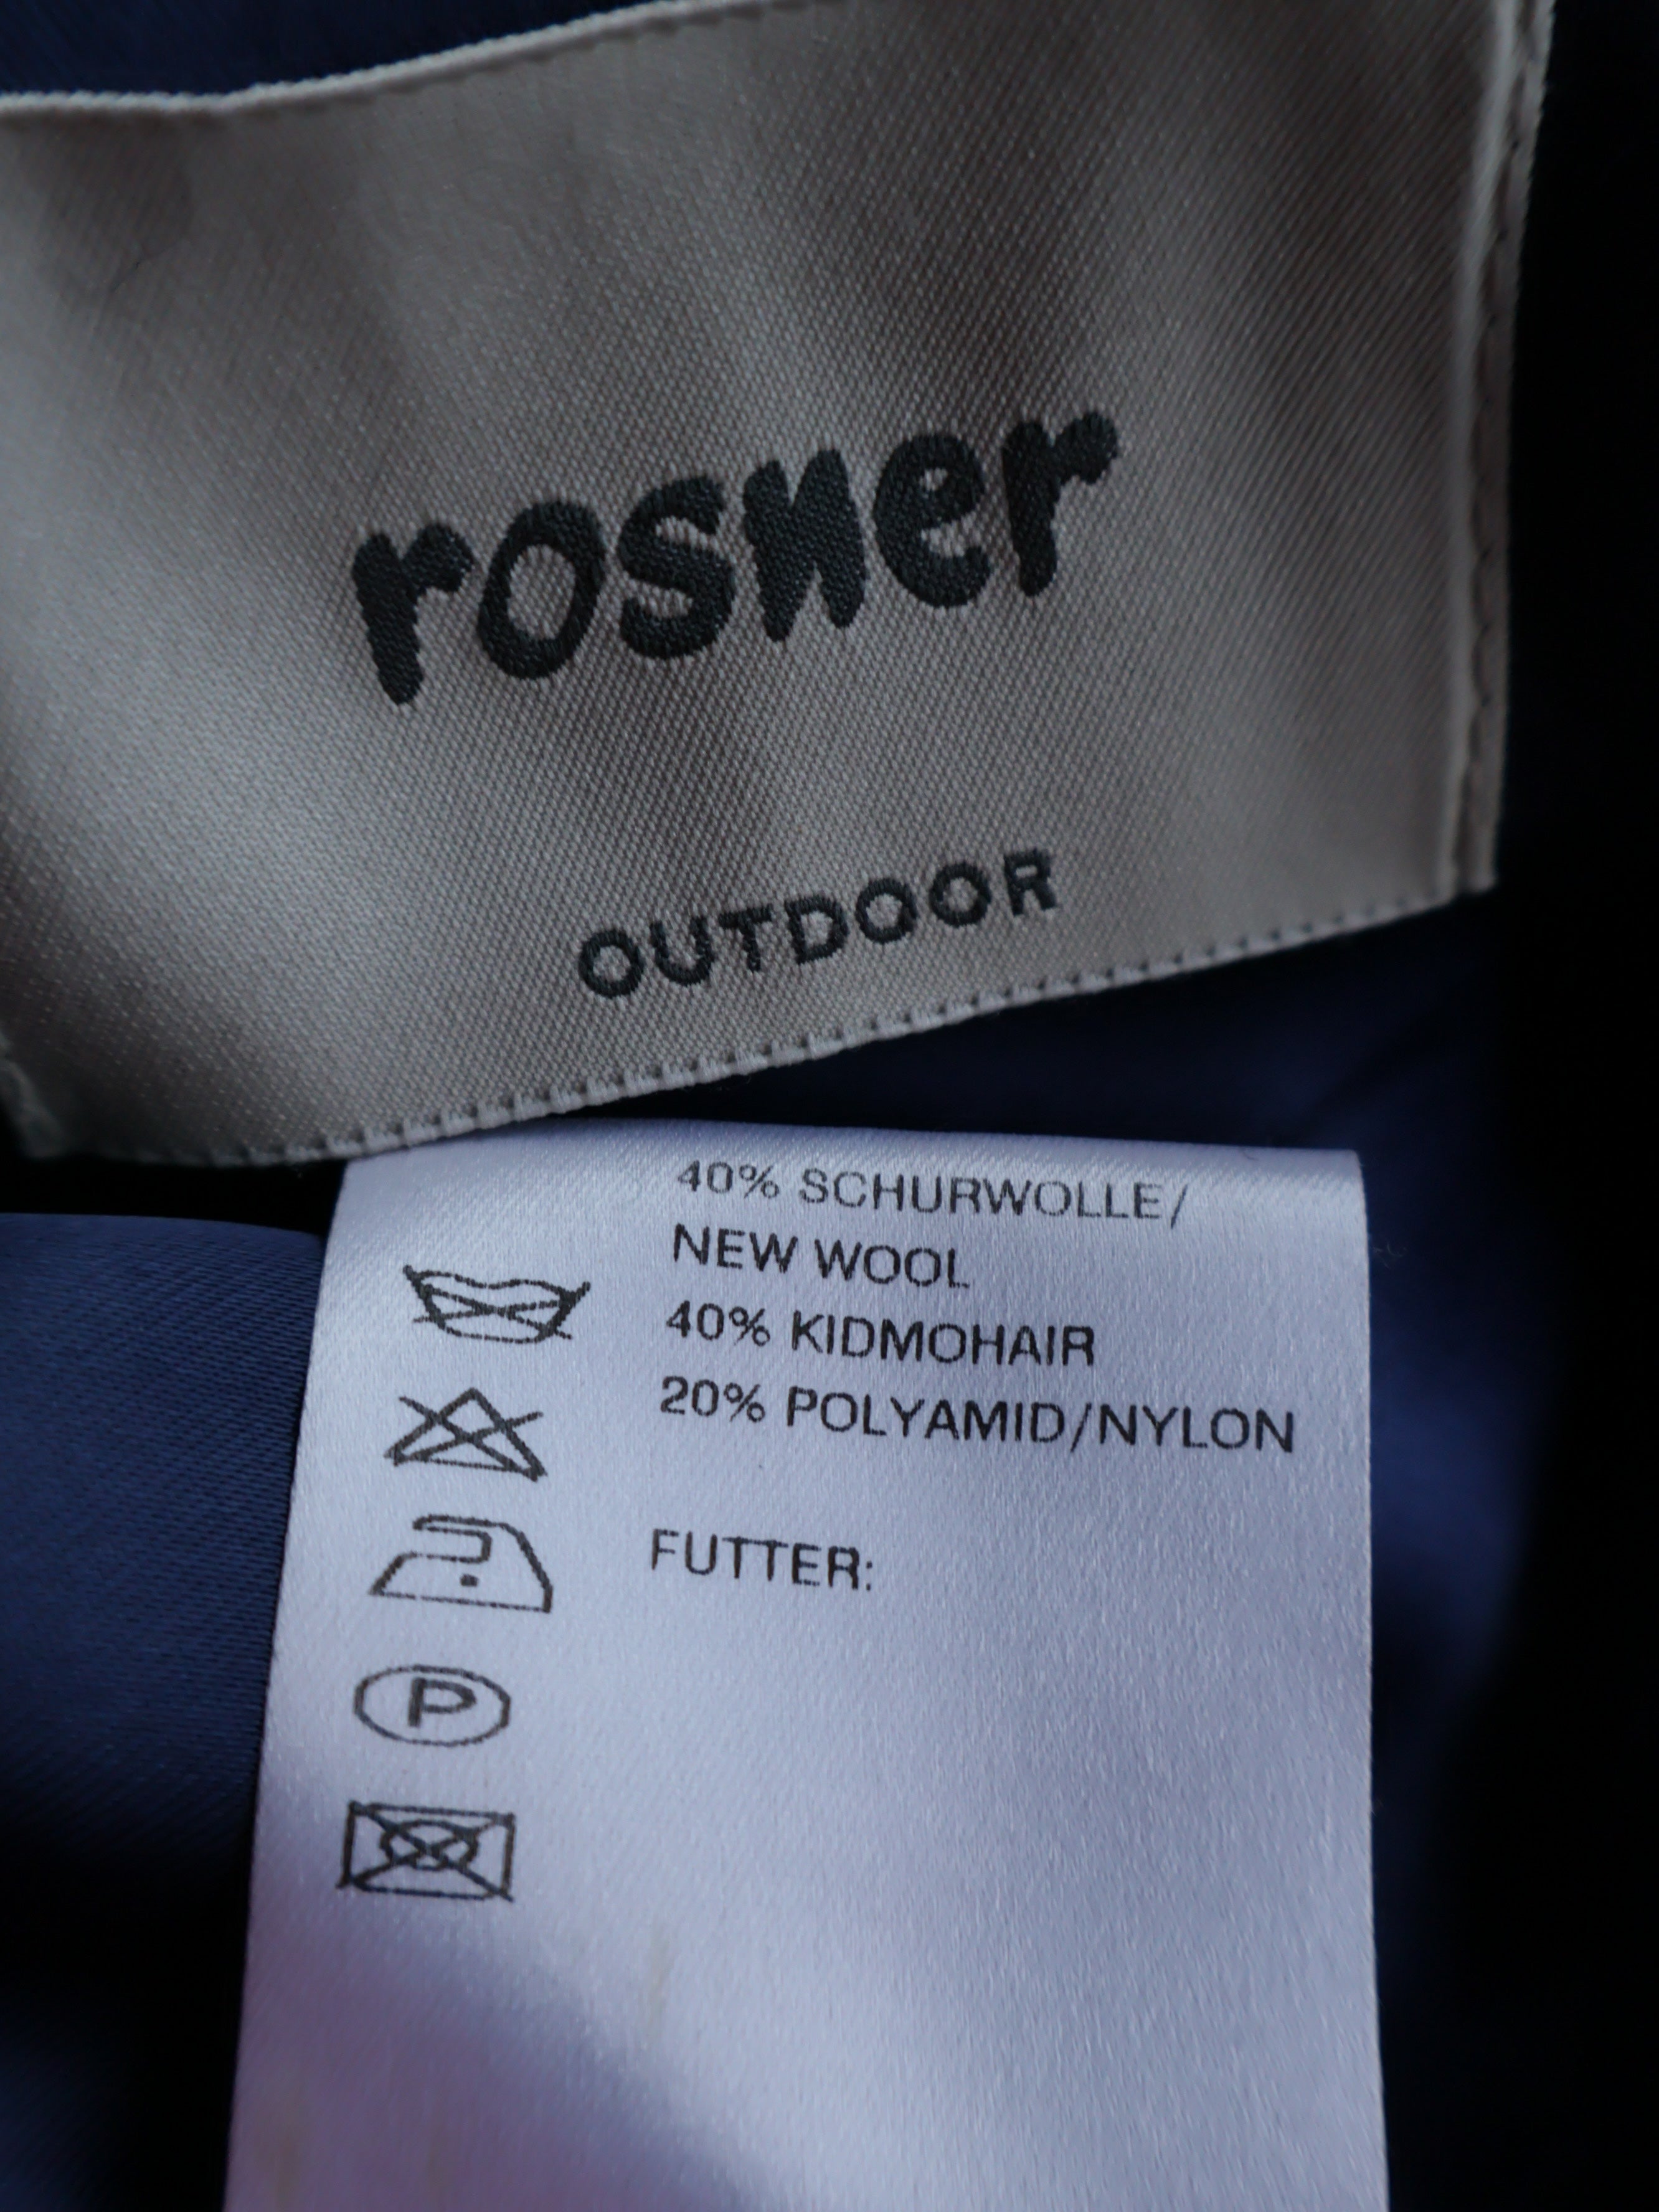 rosner
OUTDOOR
40% SCHURWOLLE/
NEW WOOL
40% KIDMOHAIR
20% POLYAMID/NYLON
FUTTER:
P